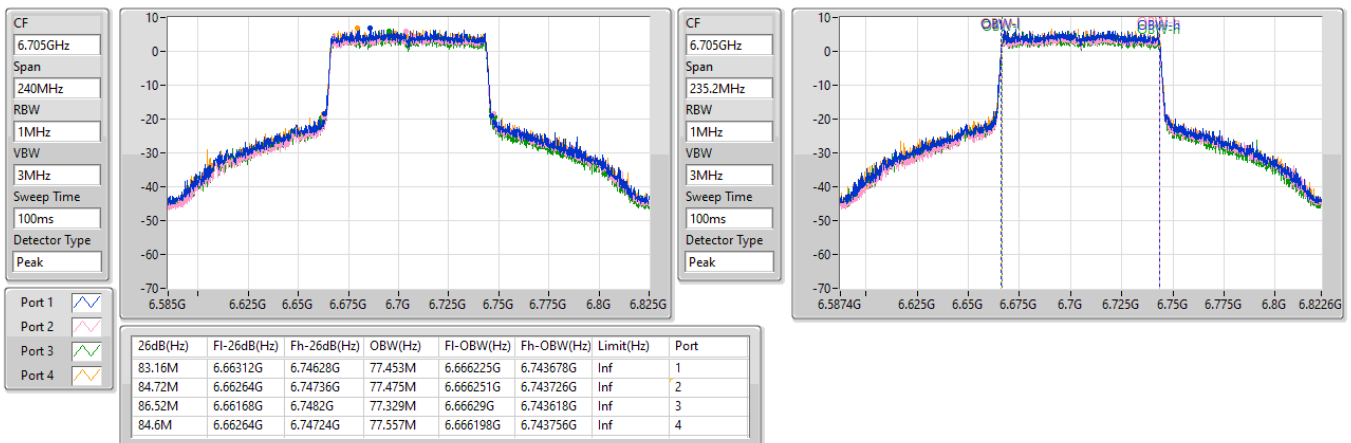 CF
6.705GHz
Span
240MHz
RBW
1MHz
VBW
3MHz
Sweep Time
100ms
Detector Type
Peak
10
0
-10
-20
-30
-40
-50
-60
-70
6.585G 6.625G 6.65G 6.675G 6.7G 6.725G 6.75G 6.775G 6.8G 6.825G
CF
6.705GHz
Span
235.2MHz
RBW
1MHz
VBW
3MHz
Sweep Time
100ms
Detector Type
Peak
OBW-l OBW-h
10
0
-10
-20
-30
-40
-50
-60
-70
6.5874G 6.625G 6.65G 6.675G 6.7G 6.725G 6.75G 6.775G 6.8G 6.8226G
Port 1
Port 2
Port 3
Port 4
26dB(Hz) Fl-26dB(Hz) Fh-26dB(Hz) OBW(Hz) Fl-OBW(Hz) Fh-OBW(Hz) Limit(Hz) Port
83.16M 6.66312G 6.74628G 77.453M 6.666225G 6.743678G Inf 1
84.72M 6.66264G 6.74736G 77.475M 6.666251G 6.743726G Inf 2
86.52M 6.66168G 6.7482G 77.329M 6.66629G 6.743618G Inf 3
84.6M 6.66264G 6.74724G 77.557M 6.666198G 6.743756G Inf 4